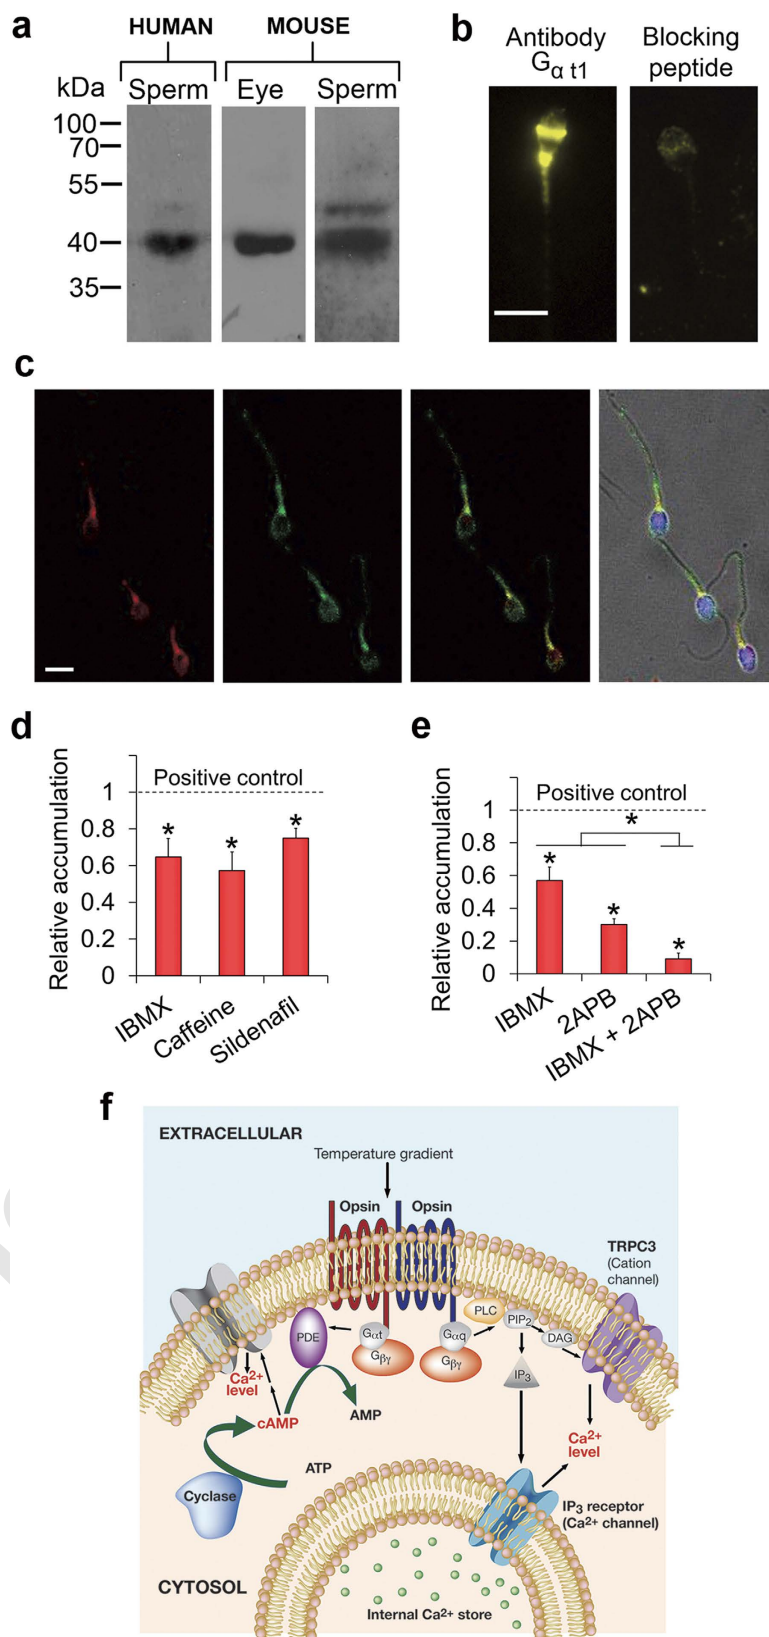 a
HUMAN
MOUSE
kDa
Sperm
Eye
Sperm
100
70
55
40
35
b
Antibody
Gα t1
Blocking
peptide
c
d
Relative accumulation
Positive control
1
0.8
0.6
0.4
0.2
0
*
*
*
IBMX
Caffeine
Sildenafil
e
Relative accumulation
Positive control
1
0.8
0.6
0.4
0.2
0
*
*
*
*
IBMX
2APB
IBMX + 2APB
f
EXTRACELLULAR
Temperature gradient
Opsin
Opsin
TRPC3
(Cation
channel)
PDE
Gαt
Gβγ
Gαq
Gβγ
PLC
PIP2
DAG
IP3
Ca2+
level
cAMP
AMP
ATP
Cyclase
Ca2+
level
IP3 receptor
(Ca2+ channel)
CYTOSOL
Internal Ca2+ store